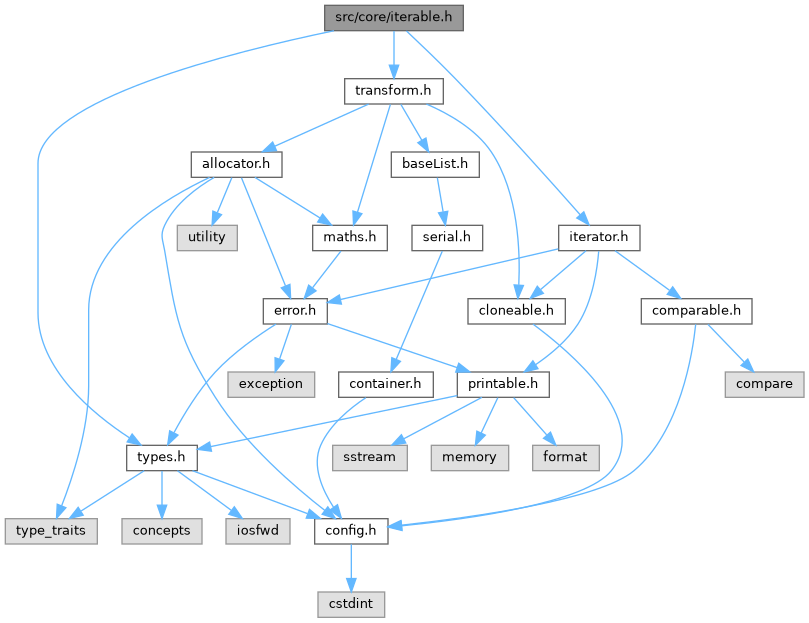 src/core/iterable.h
transform.h
allocator.h
baseList.h
utility
maths.h
serial.h
iterator.h
error.h
cloneable.h
comparable.h
exception
container.h
printable.h
compare
types.h
sstream
memory
format
type_traits
concepts
iosfwd
config.h
cstdint